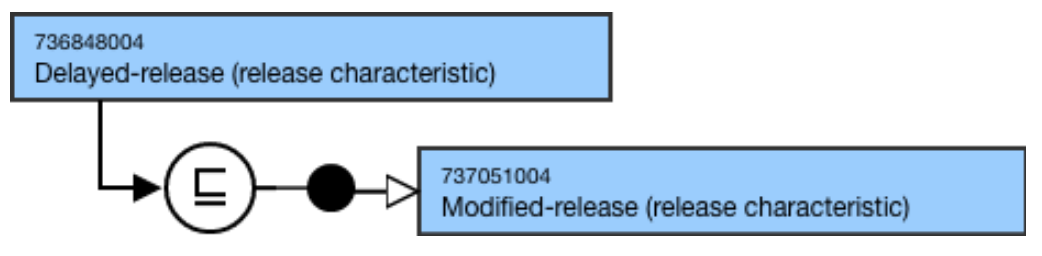 736848004
Delayed-release (release characteristic)
⊑
737051004
Modified-release (release characteristic)